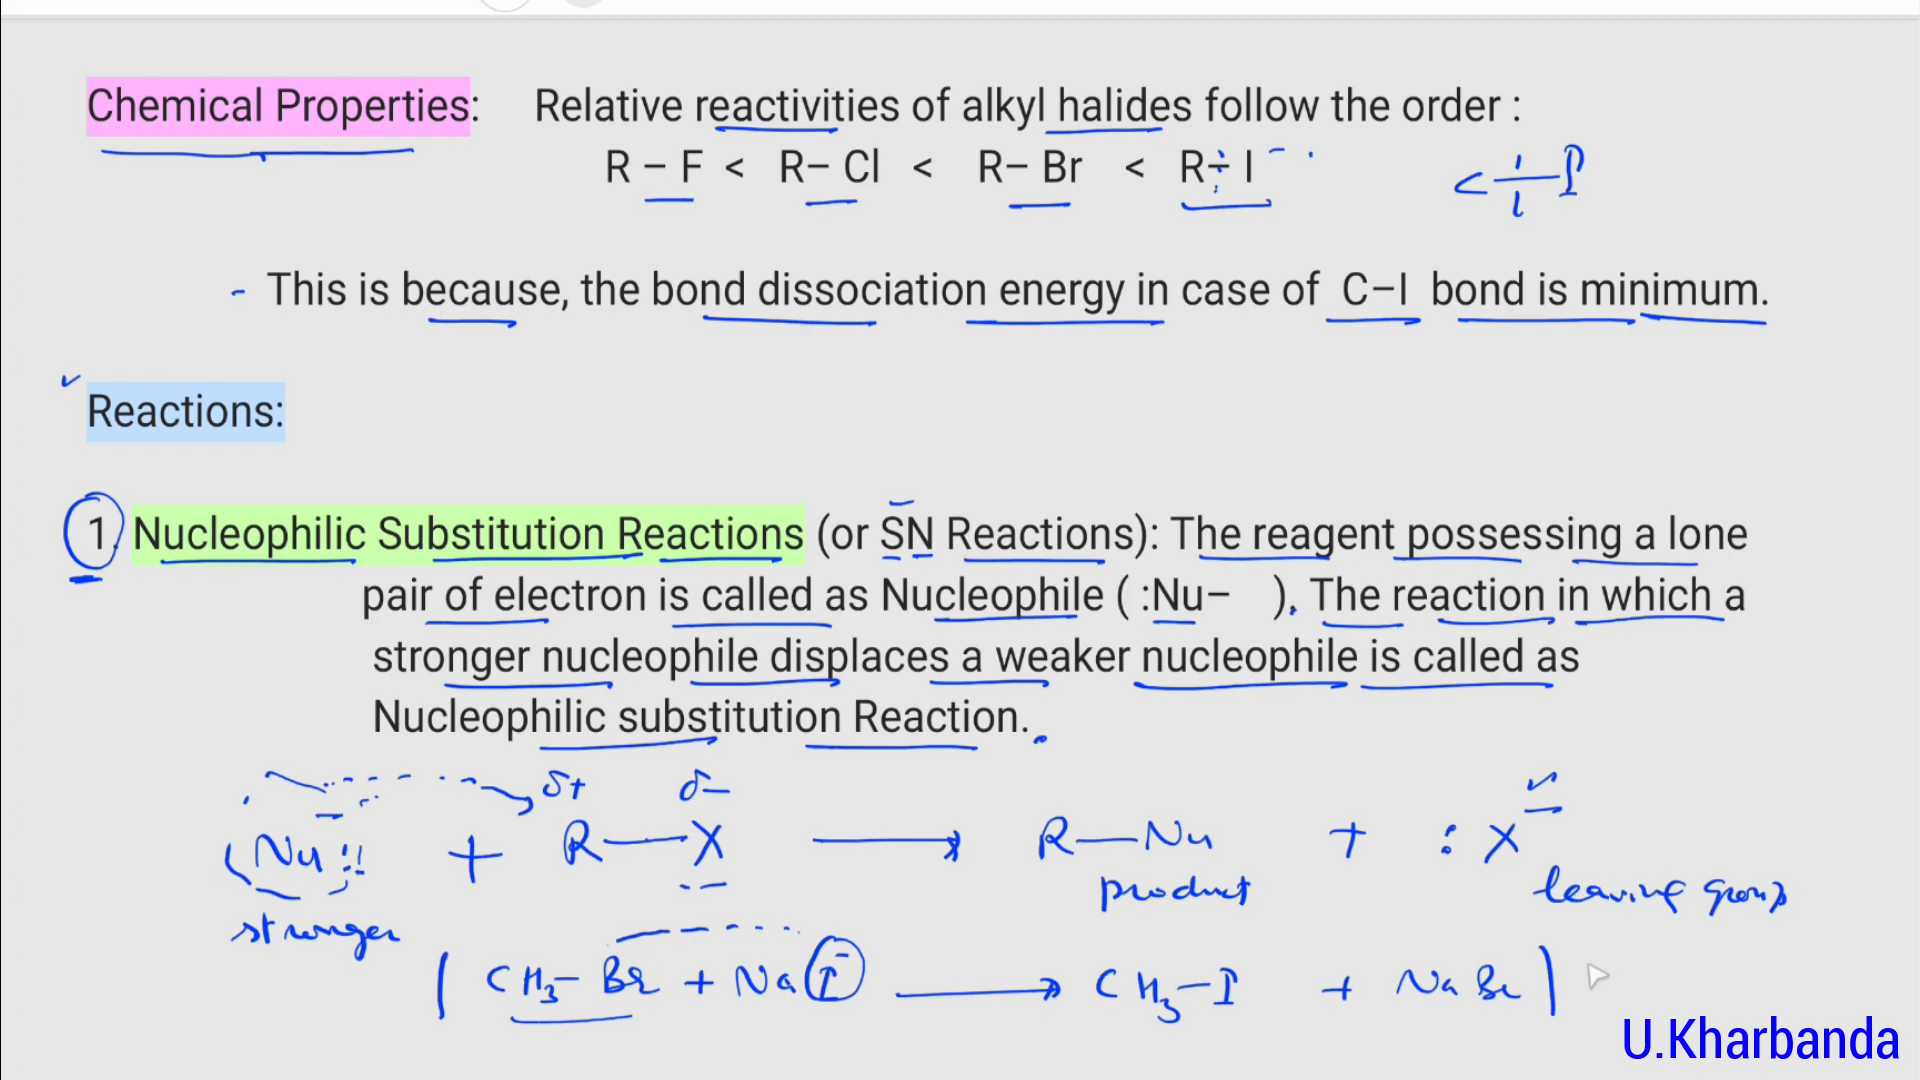 Chemical Properties: Relative reactivities of alkyl halides follow the order :
R – F < R– Cl < R– Br < R– I
C – I
- This is because, the bond dissociation energy in case of C–I bond is minimum.
Reactions:
1. Nucleophilic Substitution Reactions (or SN Reactions): The reagent possessing a lone
pair of electron is called as Nucleophile ( :Nu– ). The reaction in which a
stronger nucleophile displaces a weaker nucleophile is called as
Nucleophilic substitution Reaction.
δ+ δ–
Nu: + R—X → R—Nu + :X–
product leaving group
stronger
CH3–Br + NaI– → CH3–I + NaBr
U.Kharbanda